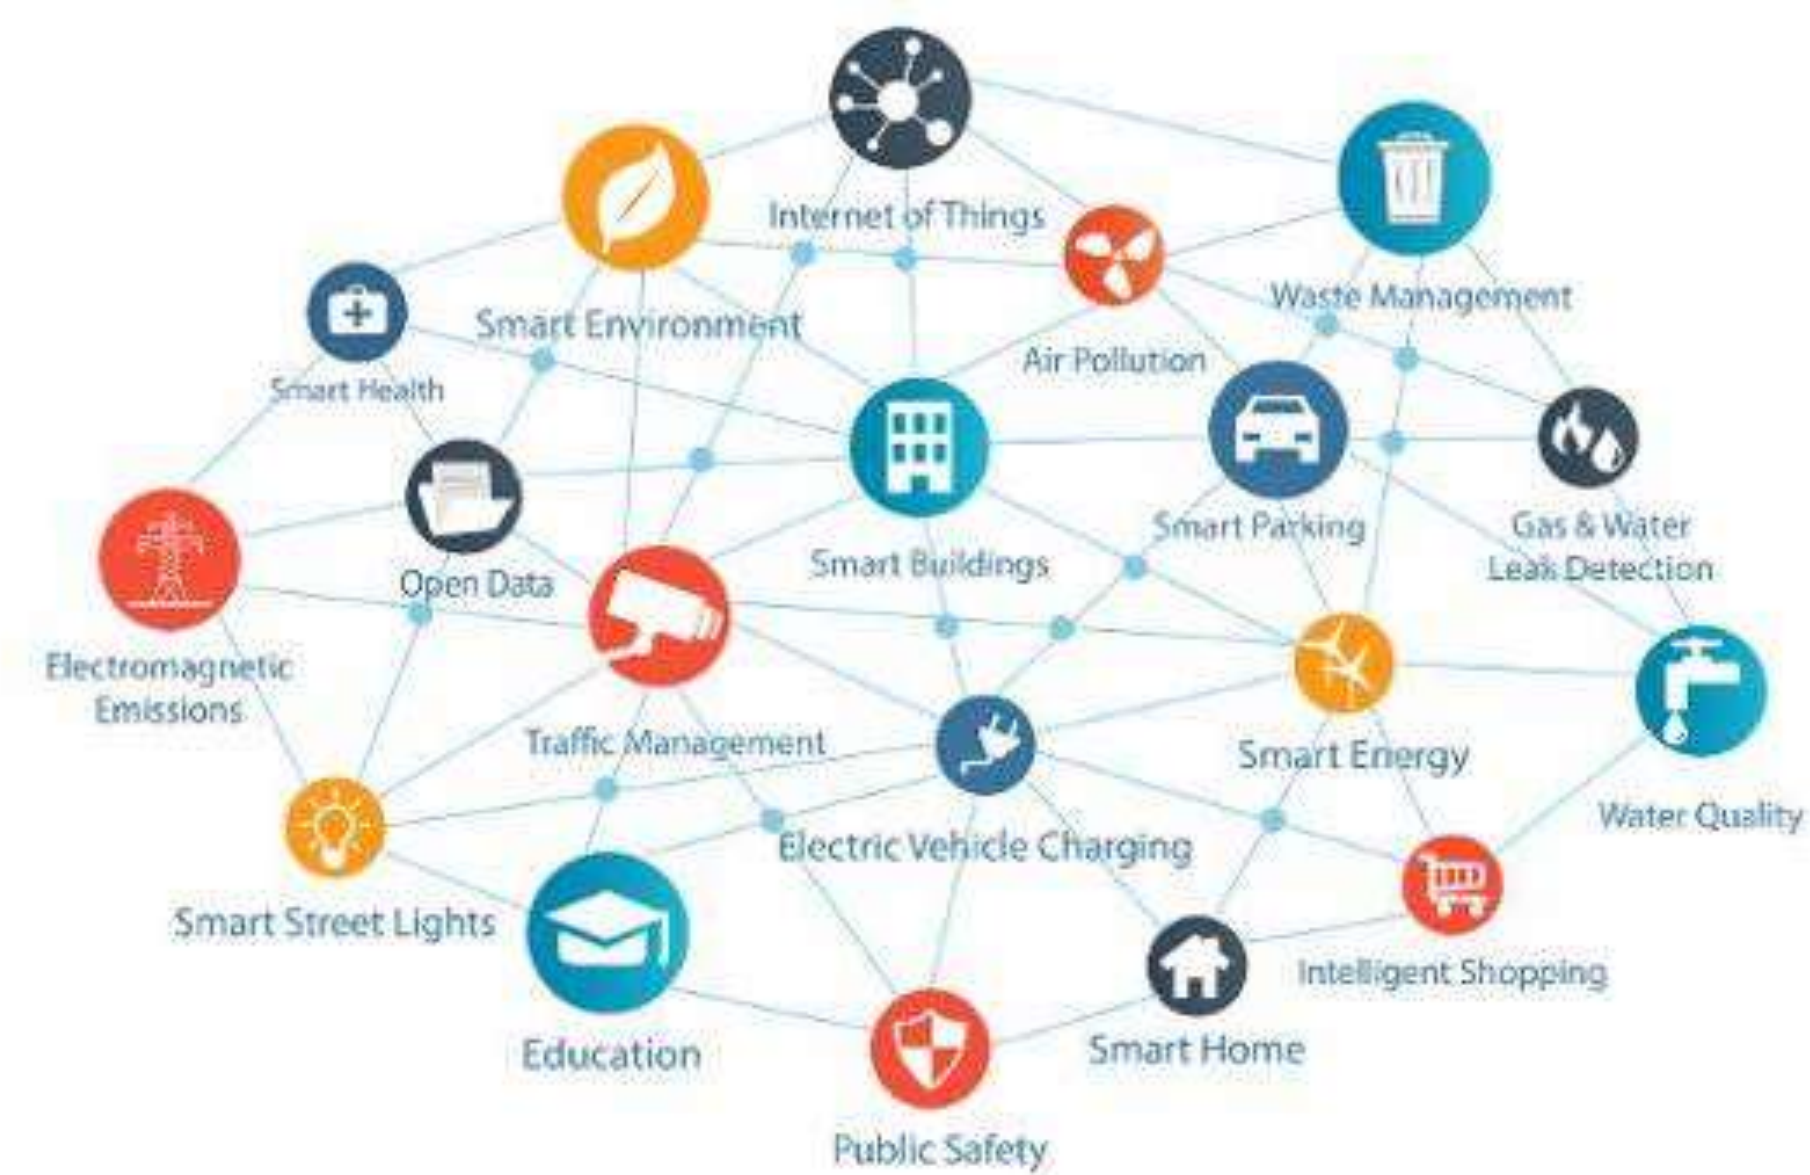 Internet of Things
Waste Management
Smart Environment
Air Pollution
Smart Health
Smart Parking
Gas & Water
Leak Detection
Smart Buildings
Open Data
Electromagnetic
Emissions
Traffic Management
Smart Energy
Water Quality
Electric Vehicle Charging
Smart Street Lights
Intelligent Shopping
Education
Smart Home
Public Safety